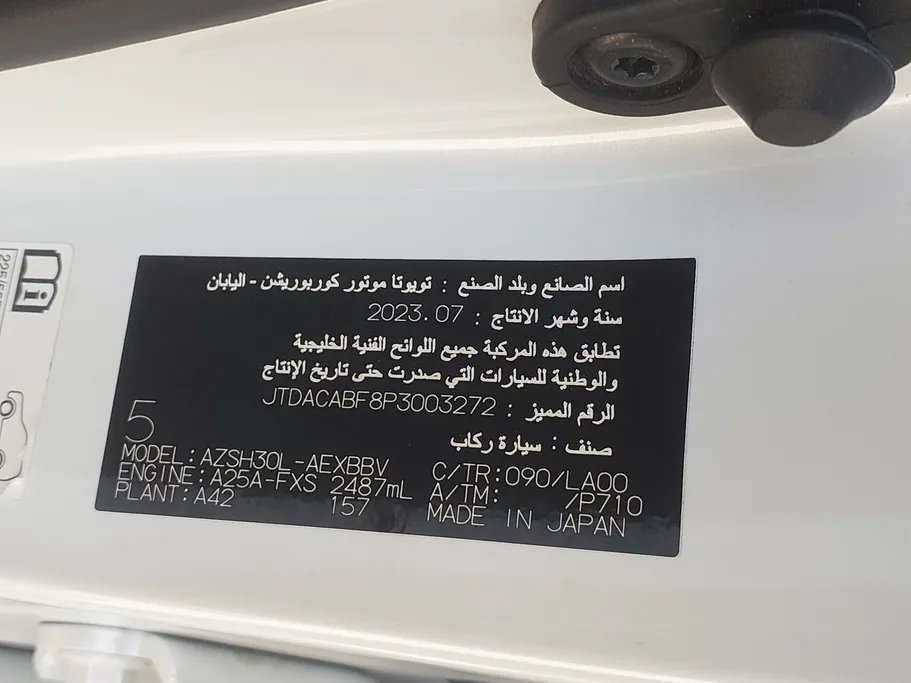 اسم الصانع وبلد الصنع : تويوتا موتور كوربوريشن - اليابان
سنة وشهر الانتاج : 2023.07
تطابق هذه المركبة جميع اللوائح الفنية الخليجية
والوطنية للسيارات التي صدرت حتى تاريخ الإنتاج
الرقم المميز : JTDACABF8P3003272
صنف : سيارة ركاب
5
MODEL:AZSH30L-AEXBBV C/TR:090/LA00
ENGINE:A25A-FXS 2487mL A/TM: /P710
PLANT:A42 157 MADE IN JAPAN